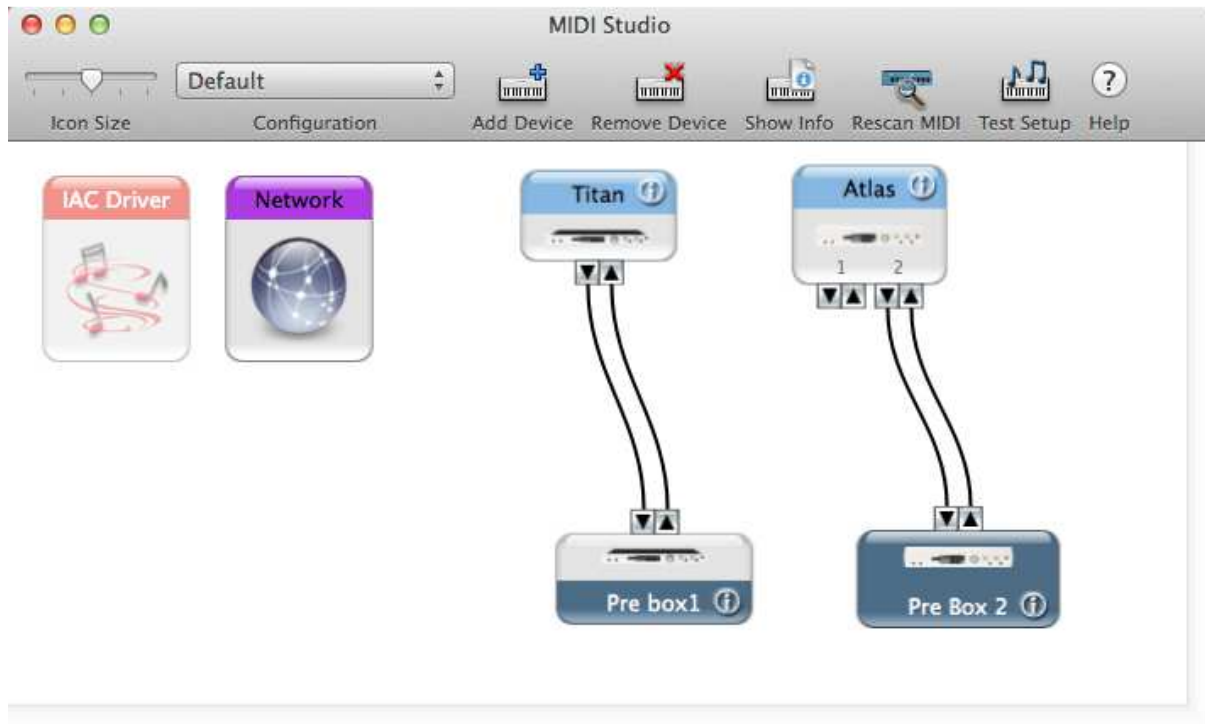 MIDI Studio
Default
Icon Size Configuration Add Device Remove Device Show Info Rescan MIDI Test Setup ? Help
IAC Driver Network Titan i Atlas i
1 2
Pre box1 i Pre Box 2 i